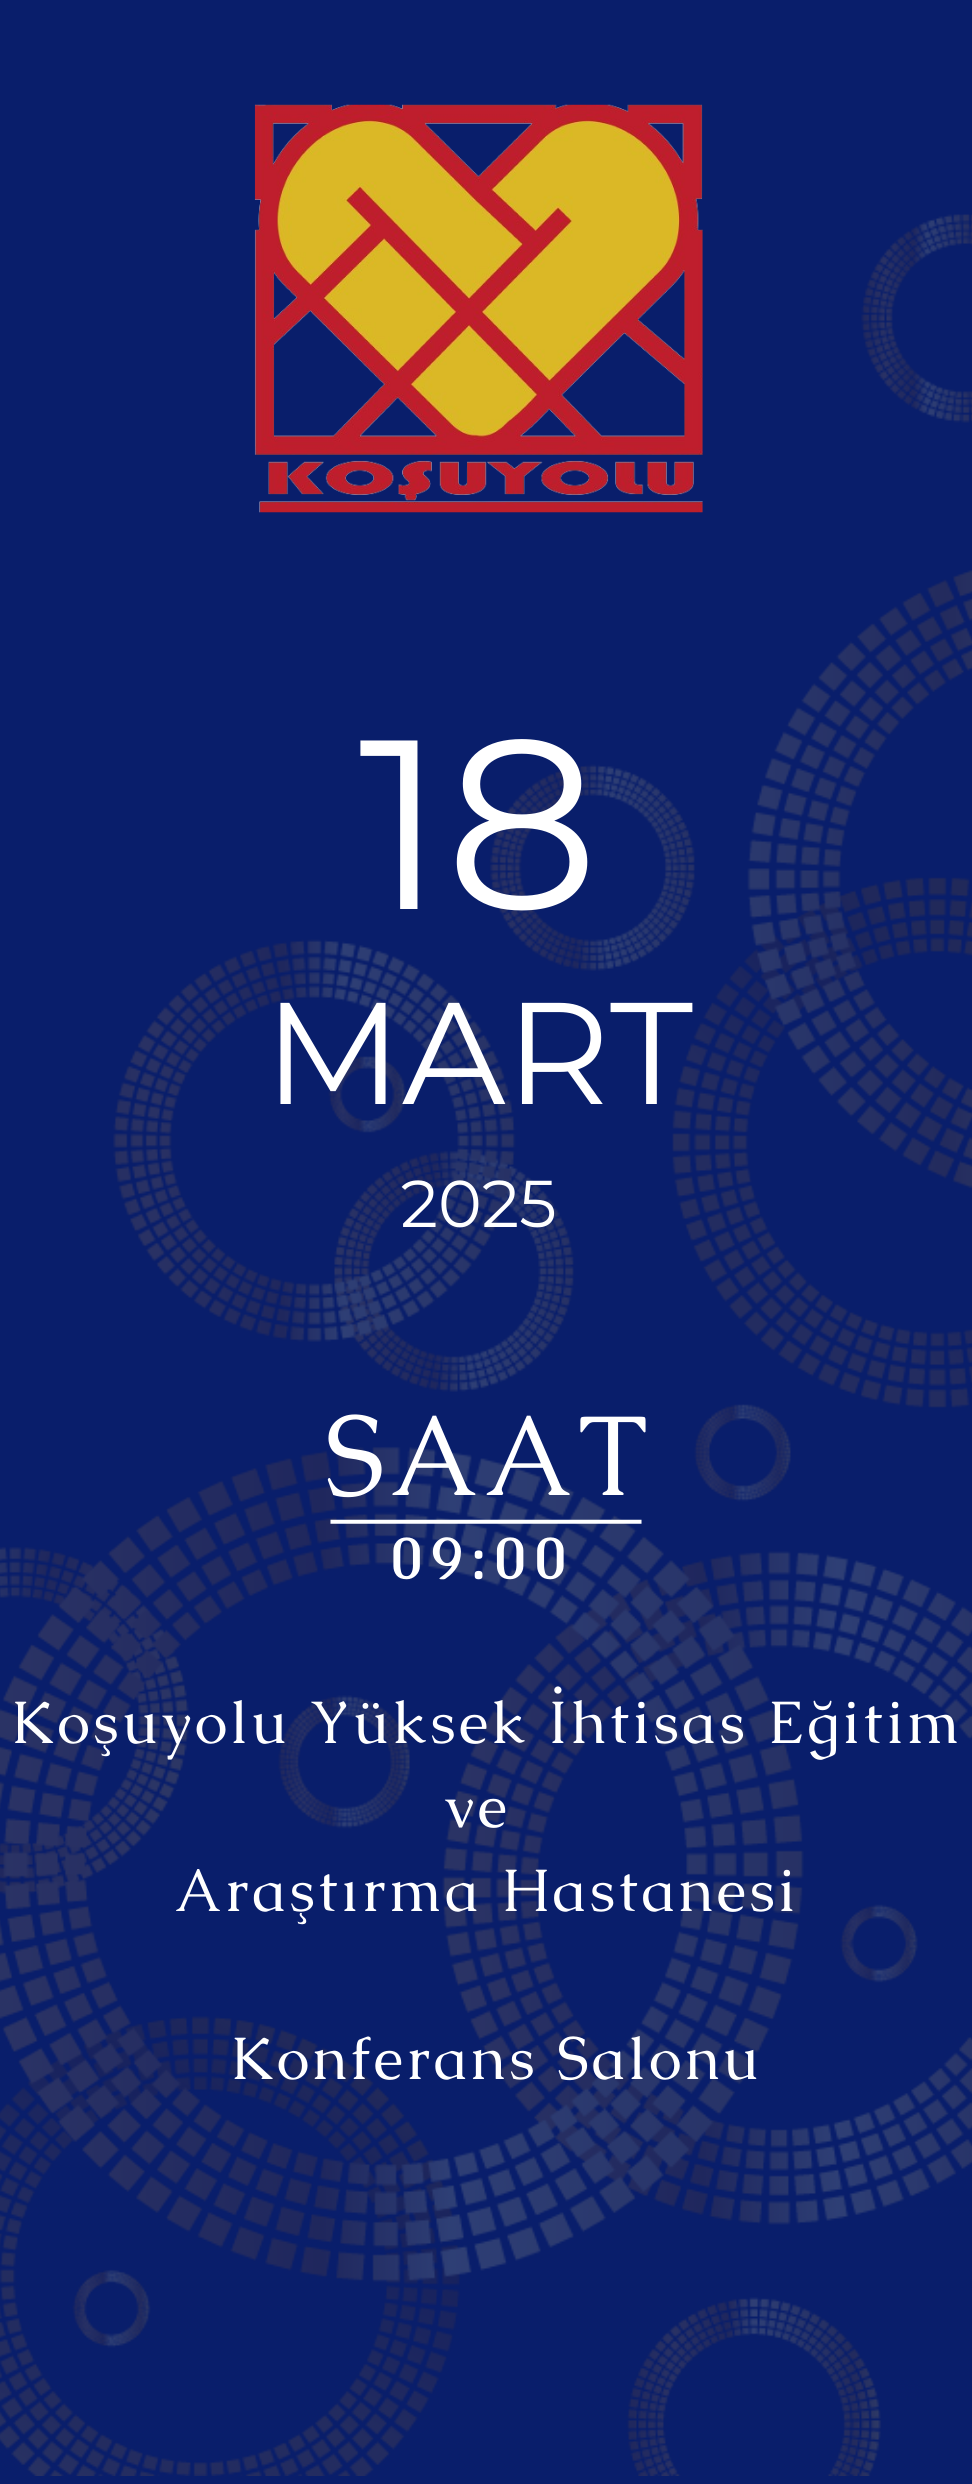 KOŞUYOLU
18
MART
2025
SAAT
09:00
Koşuyolu Yüksek İhtisas Eğitim
ve
Araştırma Hastanesi
Konferans Salonu